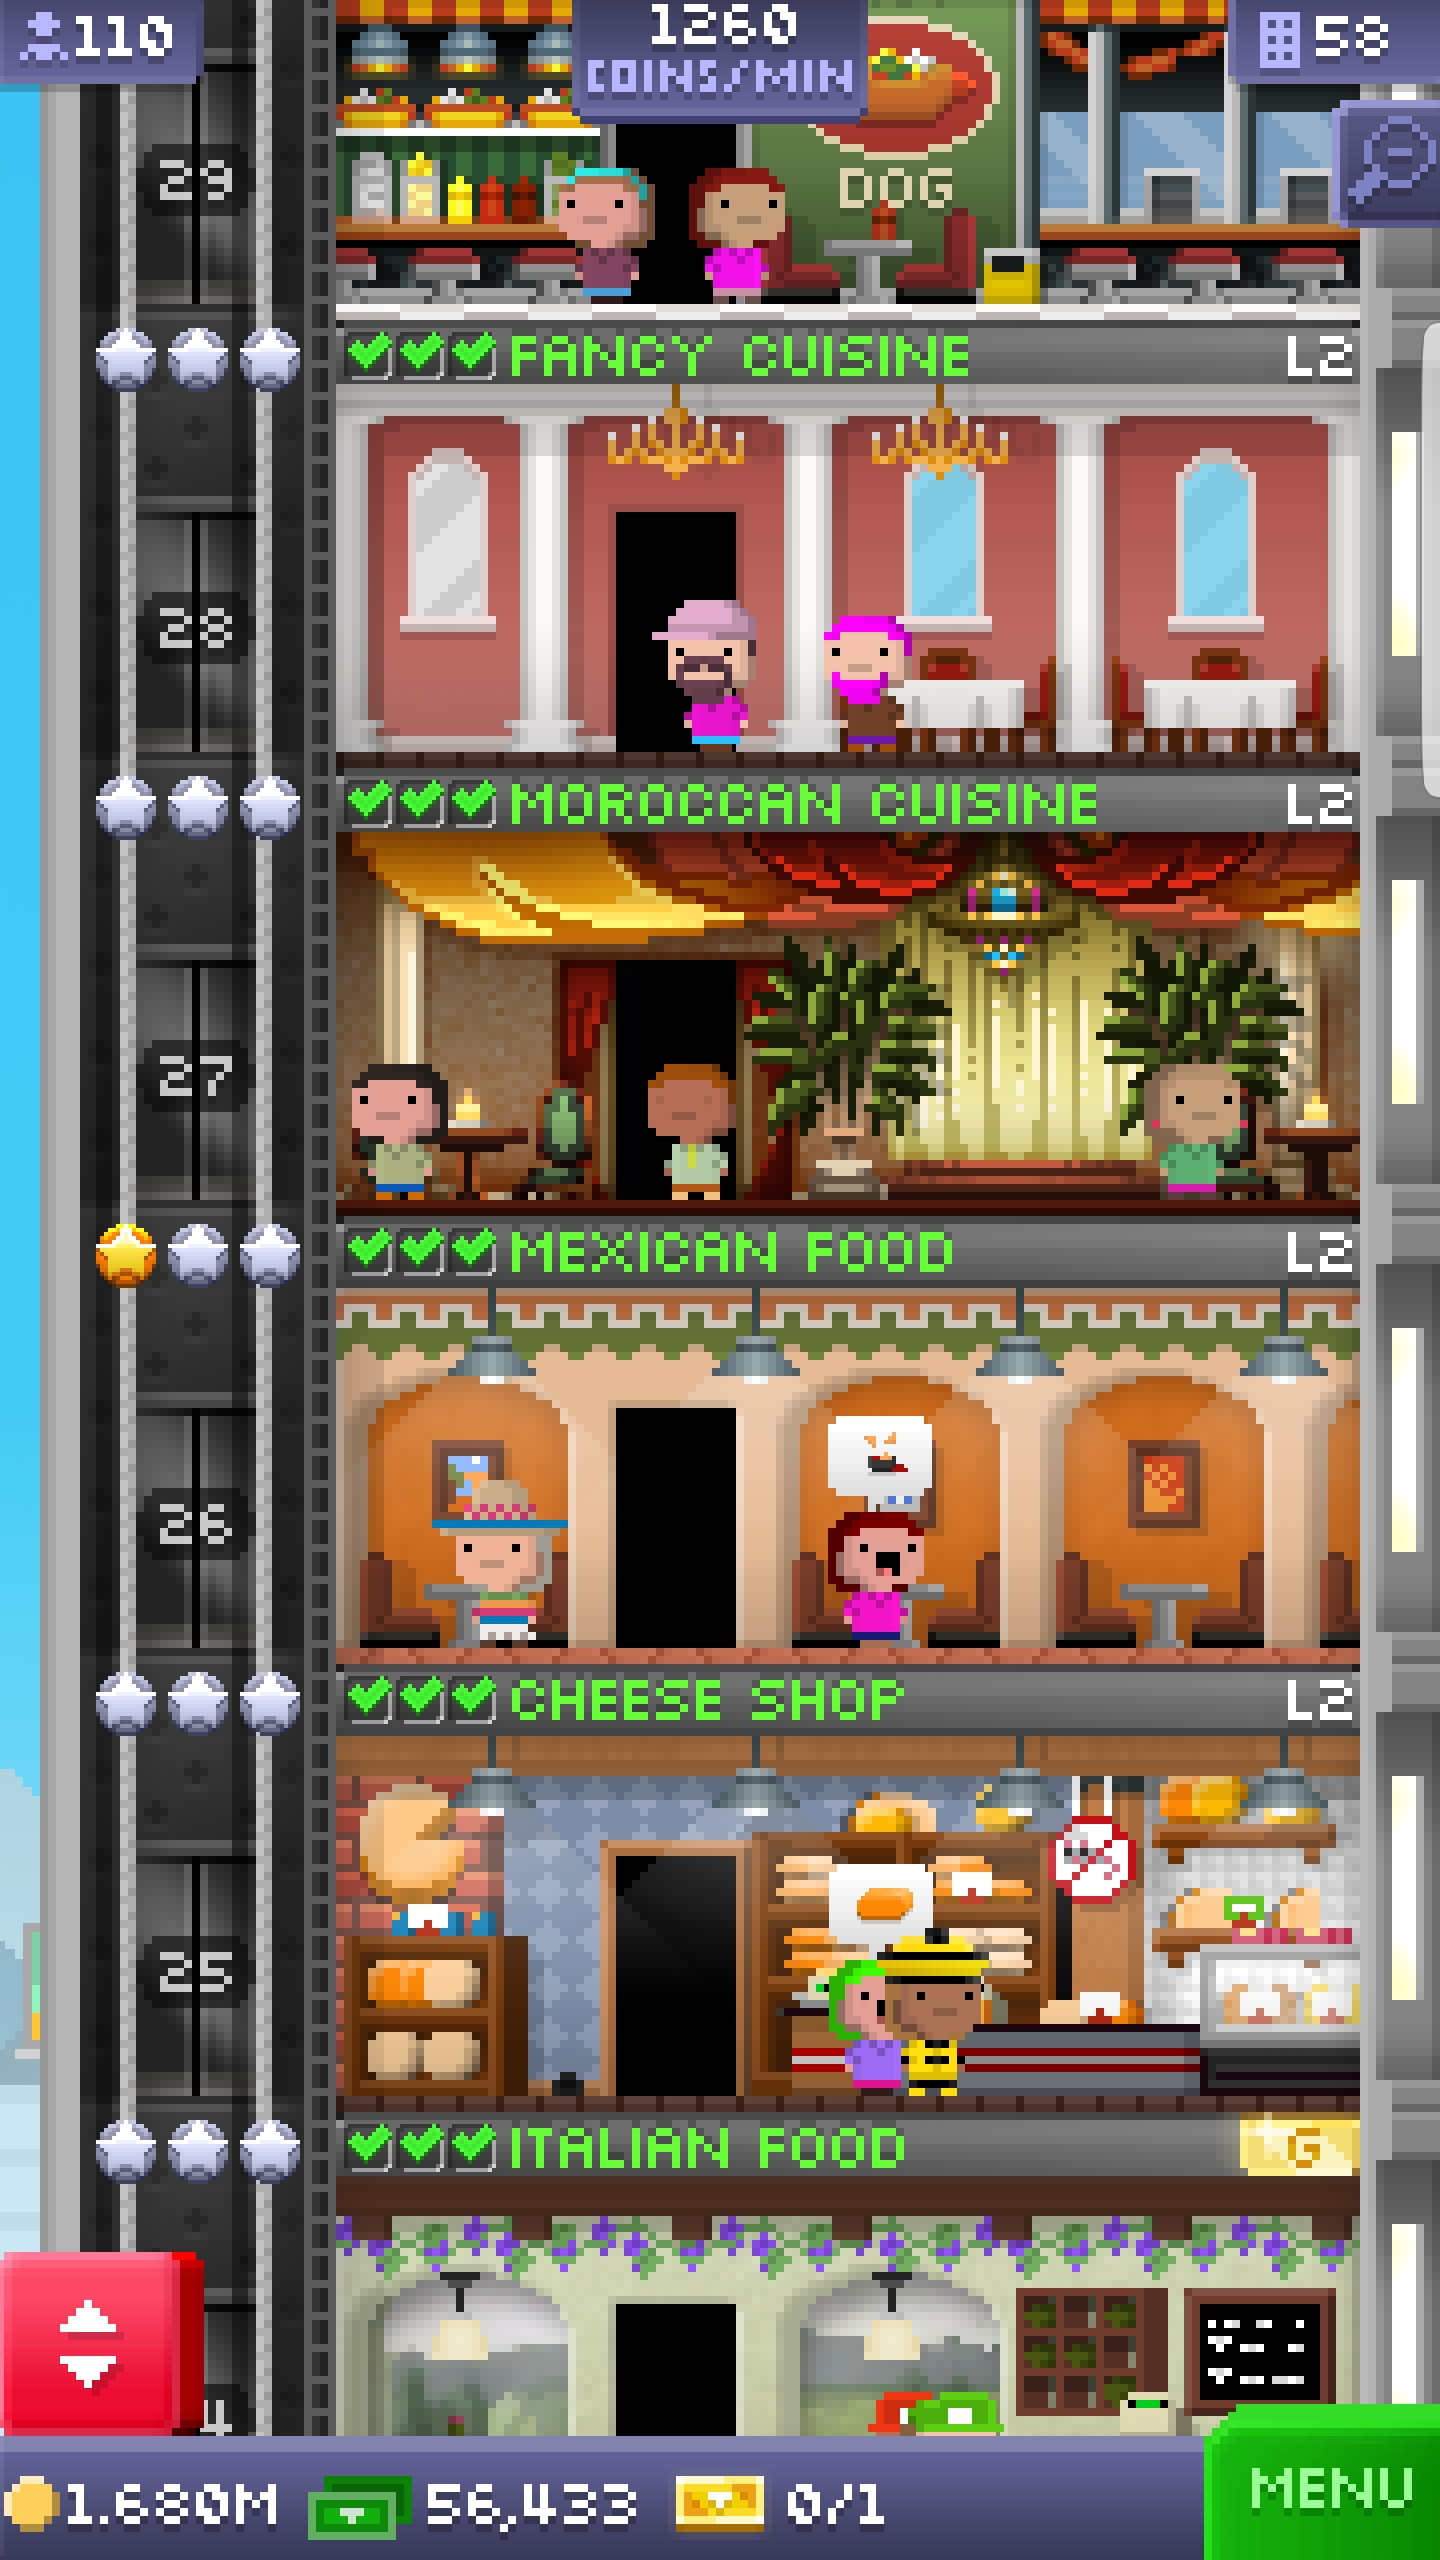 110
1260
COINS/MIN
58
29
DOG
FANCY CUISINE L2
28
MOROCCAN CUISINE L2
27
MEXICAN FOOD L2
26
CHEESE SHOP L2
25
ITALIAN FOOD G
4
1.680M 56,433 0/1
MENU